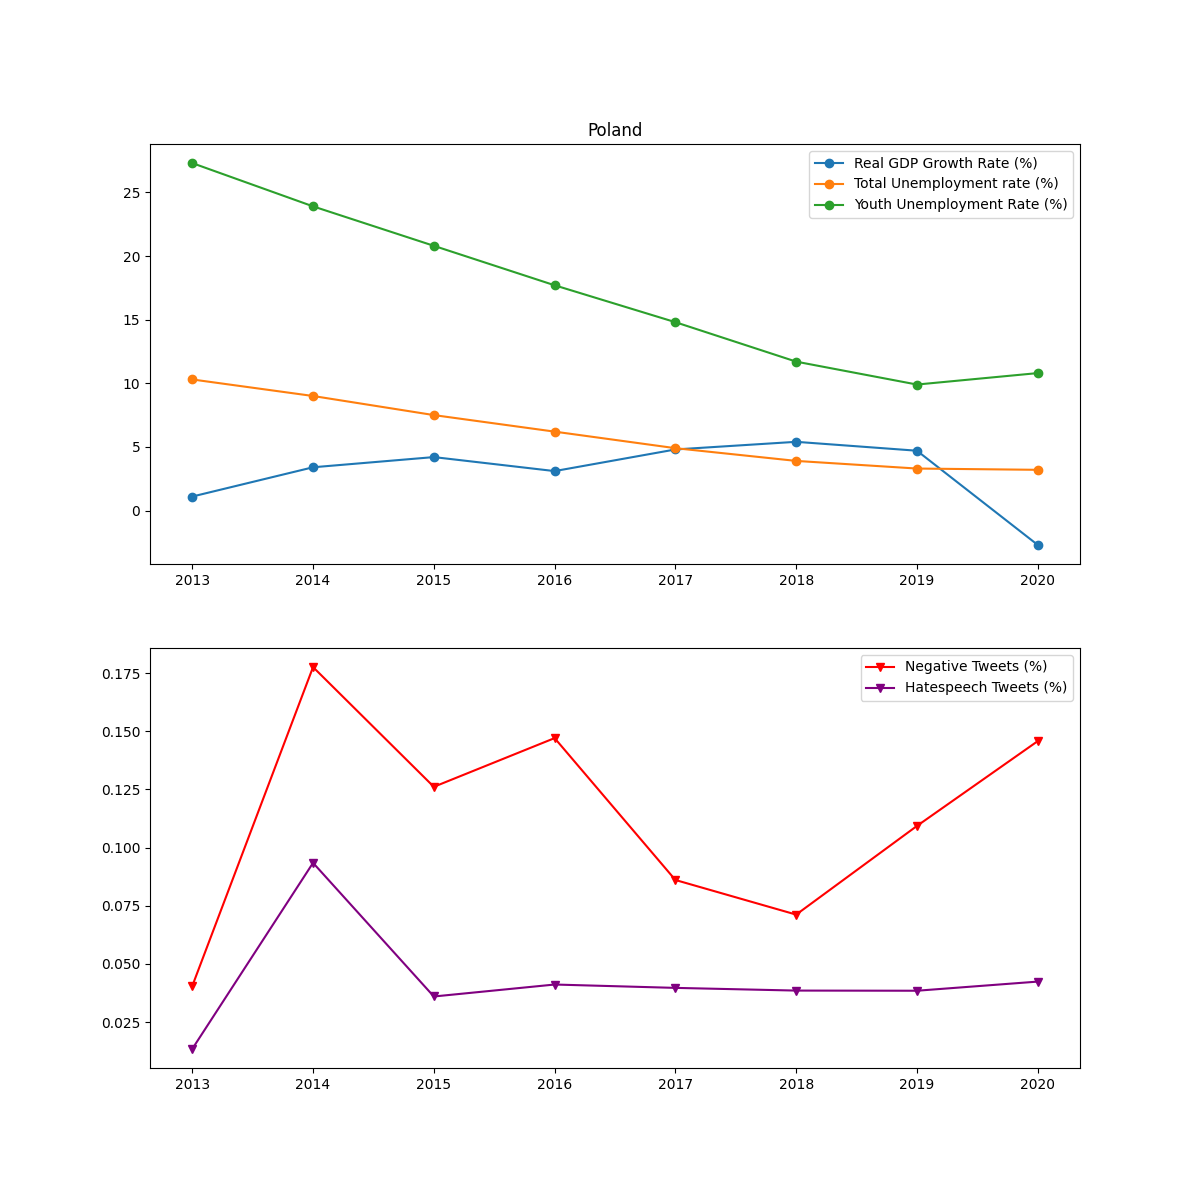 Poland
Real GDP Growth Rate (%)
Total Unemployment rate (%)
Youth Unemployment Rate (%)
25
20
15
10
5
0
2013 2014 2015 2016 2017 2018 2019 2020
Negative Tweets (%)
Hatespeech Tweets (%)
0.175
0.150
0.125
0.100
0.075
0.050
0.025
2013 2014 2015 2016 2017 2018 2019 2020